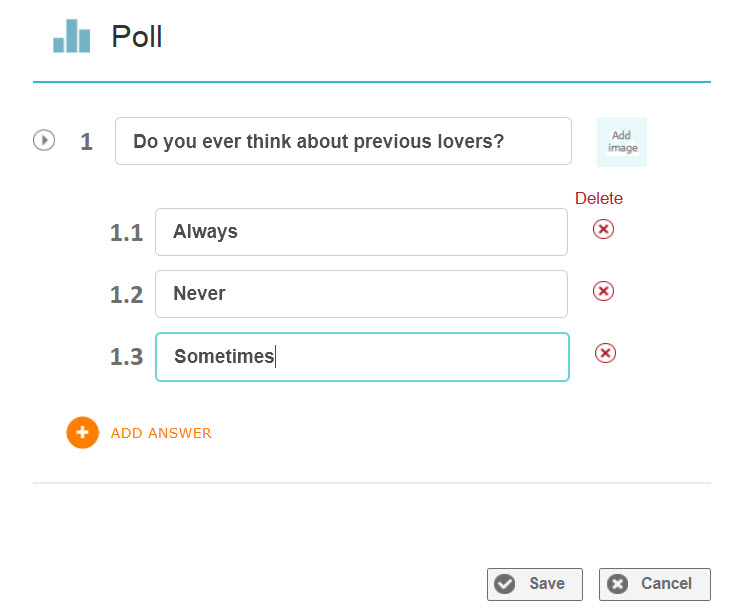 Poll
1 Do you ever think about previous lovers?
Add
image
Delete
1.1 Always
1.2 Never
1.3 Sometimes
ADD ANSWER
Save Cancel